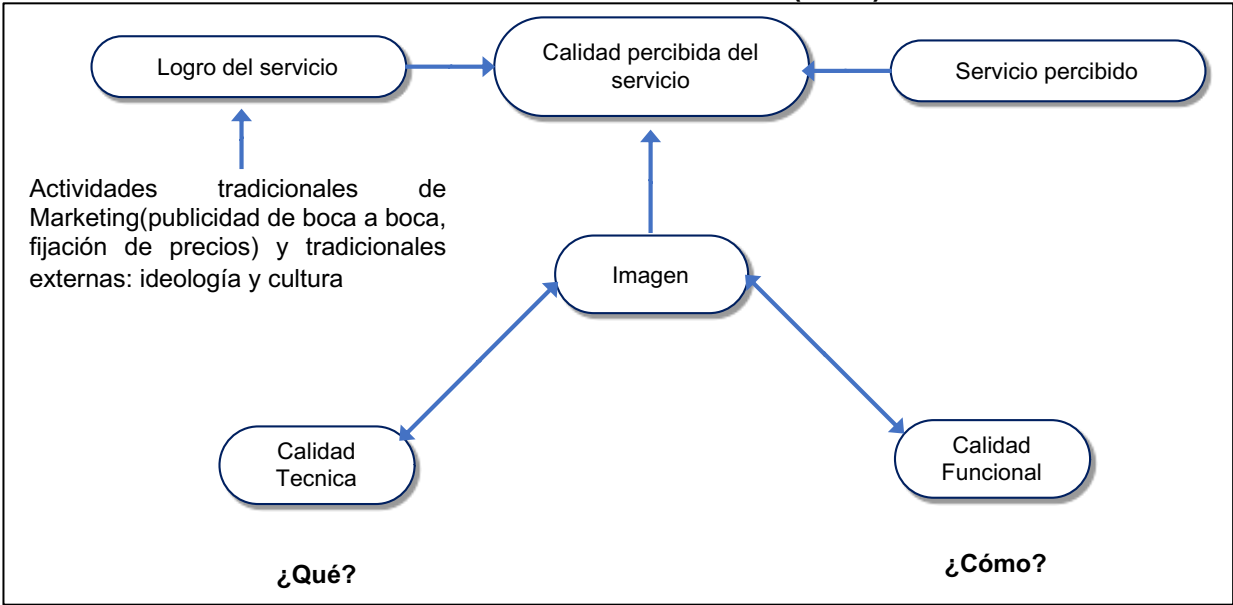 Logro del servicio
Calidad percibida del
servicio
Servicio percibido
Actividades tradicionales de
Marketing(publicidad de boca a boca,
fijación de precios) y tradicionales
externas: ideología y cultura
Imagen
Calidad
Tecnica
Calidad
Funcional
¿Qué?
¿Cómo?